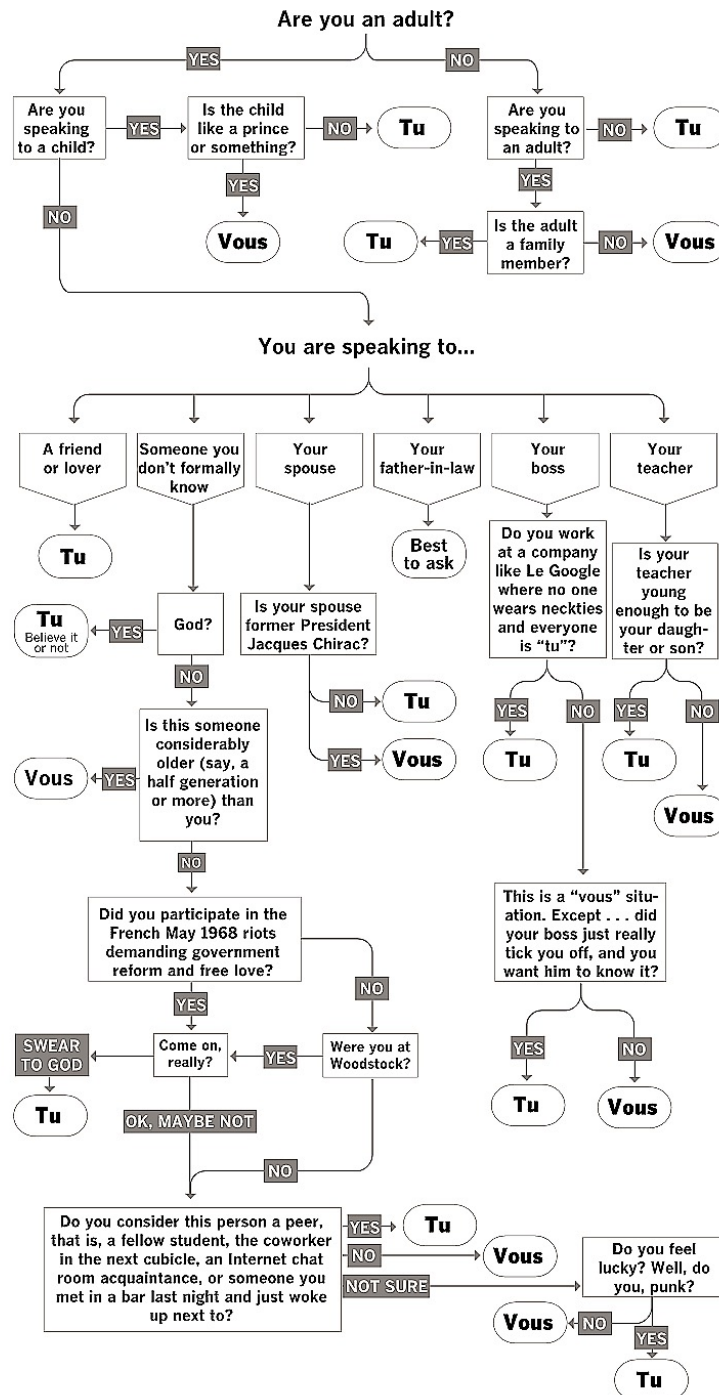 Are you an adult?
YES
NO
Are you
speaking
to a child?
YES
Is the child
like a prince
or something?
NO
Tu
Are you
speaking to
an adult?
NO
Tu
YES
Vous
YES
NO
Tu
YES
Is the adult
a family
member?
NO
Vous
You are speaking to...
A friend
or lover
Someone you
don't formally
know
Your
spouse
Your
father-in-law
Your
boss
Your
teacher
Tu
Best
to ask
Do you work
at a company
like Le Google
where no one
wears neckties
and everyone
is “tu”?
Is your
teacher
young
enough to be
your daugh-
ter or son?
Tu
Believe it
or not
YES
God?
Is your spouse
former President
Jacques Chirac?
NO
NO
Tu
YES
Vous
YES
NO
Tu
YES
NO
Tu
Vous
Vous
YES
Is this someone
considerably
older (say, a
half generation
or more) than
you?
NO
Did you participate in the
French May 1968 riots
demanding government
reform and free love?
This is a “vous” situ-
ation. Except . . . did
your boss just really
tick you off, and you
want him to know it?
YES
NO
SWEAR
TO GOD
Come on,
really?
YES
Were you at
Woodstock?
YES
NO
Tu
Tu
Vous
OK, MAYBE NOT
NO
Do you consider this person a peer,
that is, a fellow student, the coworker
in the next cubicle, an Internet chat
room acquaintance, or someone you
met in a bar last night and just woke
up next to?
YES
Tu
NO
Vous
NOT SURE
Do you feel
lucky? Well, do
you, punk?
Vous
NO
YES
Tu